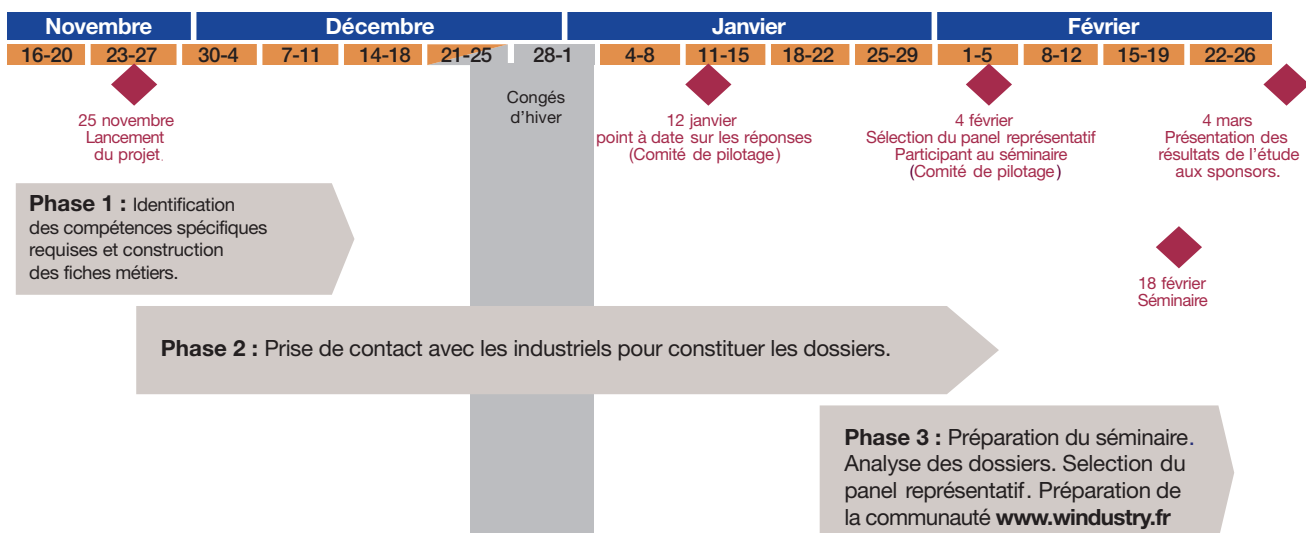 Novembre Décembre Janvier Février
16-20 23-27 30-4 7-11 14-18 21-25 28-1 4-8 11-15 18-22 25-29 1-5 8-12 15-19 22-26
Congés
d'hiver
25 novembre
Lancement
du projet.
12 janvier
point à date sur les réponses
(Comité de pilotage)
4 février
Sélection du panel représentatif
Participant au séminaire
(Comité de pilotage)
4 mars
Présentation des
résultats de l'étude
aux sponsors.
Phase 1 : Identification
des compétences spécifiques
requises et construction
des fiches métiers.
18 février
Séminaire
Phase 2 : Prise de contact avec les industriels pour constituer les dossiers.
Phase 3 : Préparation du séminaire.
Analyse des dossiers. Selection du
panel représentatif. Préparation de
la communauté www.windustry.fr